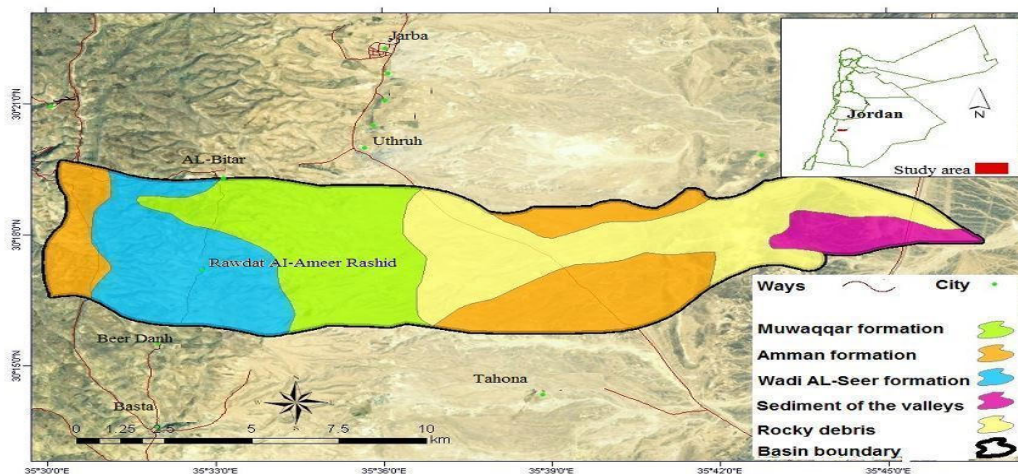 Jarba
30°21'0"N
Uthruh
Jordan
N
Study area
AL-Bitar
30°18'0"N
Rawdat Al-Ameer Rashid
Ways
City
Muwaqqar formation
Beer Danh
30°15'0"N
Amman formation
Tahona
Wadi AL-Seer formation
Basta
Sediment of the valleys
0 1.25 2.5 5 7.5 10
km
Rocky debris
Basin boundary
35°30'0"E 35°33'0"E 35°36'0"E 35°39'0"E 35°42'0"E 35°45'0"E